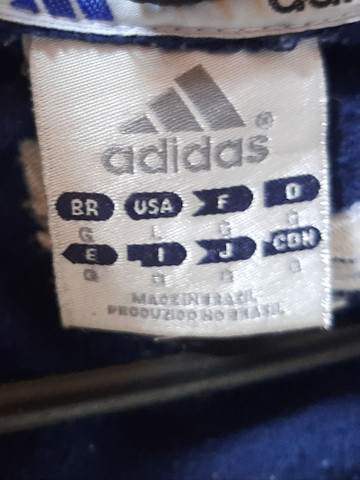 adidas®
BR USA F D
G L G G
E I J CDN
G G G G
MADE IN BRAZIL
PRODUZIDO NO BRASIL